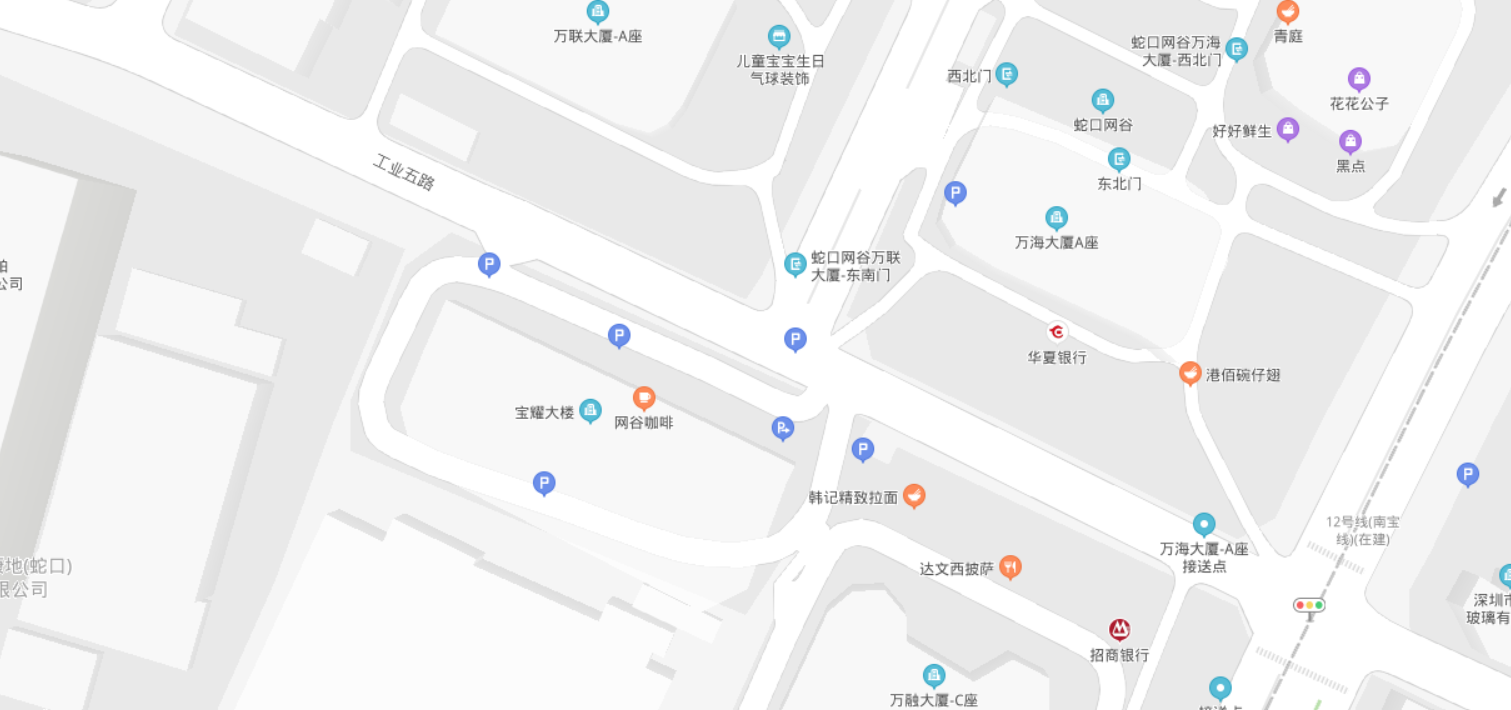 万联大厦-A座
儿童宝宝生日
气球装饰
青庭
蛇口网谷万海
大厦-西北门
西北门
蛇口网谷
花花公子
好好鲜生
黑点
东北门
工业五路
P
万海大厦A座
蛇口网谷万联
大厦-东南门
公司
P
P
P
华夏银行
港佰碗仔翅
宝耀大楼
网谷咖啡
P
P
P
P
韩记精致拉面
12号线(南宝
线)(在建)
万海大厦-A座
接送点
达文西披萨
地(蛇口)
限公司
深圳市
玻璃有
招商银行
万融大厦-C座